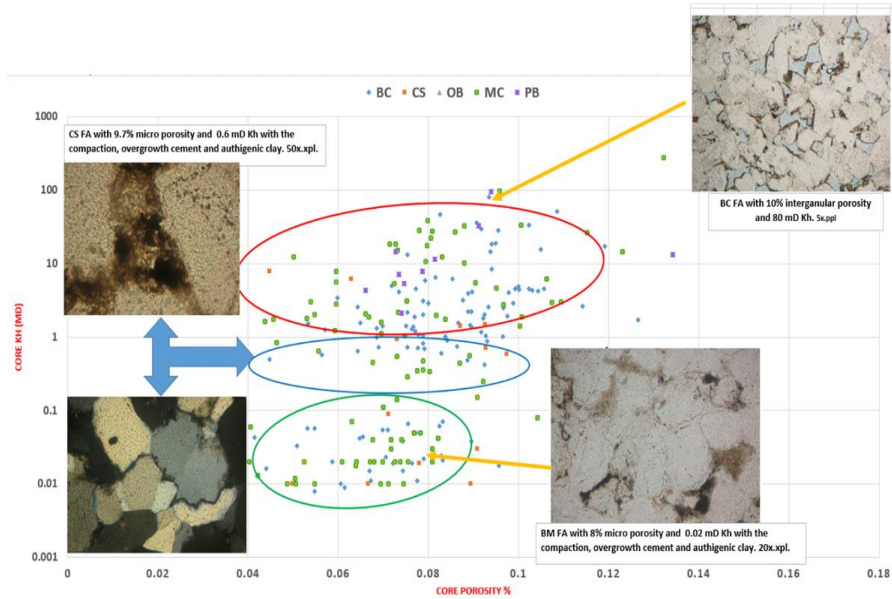 BC CS OB MC PB
CS FA with 9.7% micro porosity and 0.6 mD Kh with the
compaction, overgrowth cement and authigenic clay. 50x.xpl.
BC FA with 10% interganular porosity
and 80 mD Kh. 5x.ppl
BM FA with 8% micro porosity and 0.02 mD Kh with the
compaction, overgrowth cement and authigenic clay. 20x.xpl.
CORE KH (MD)
1000
100
10
1
0.1
0.01
0.001
0 0.02 0.04 0.06 0.08 0.1 0.12 0.14 0.16 0.18
CORE POROSITY %